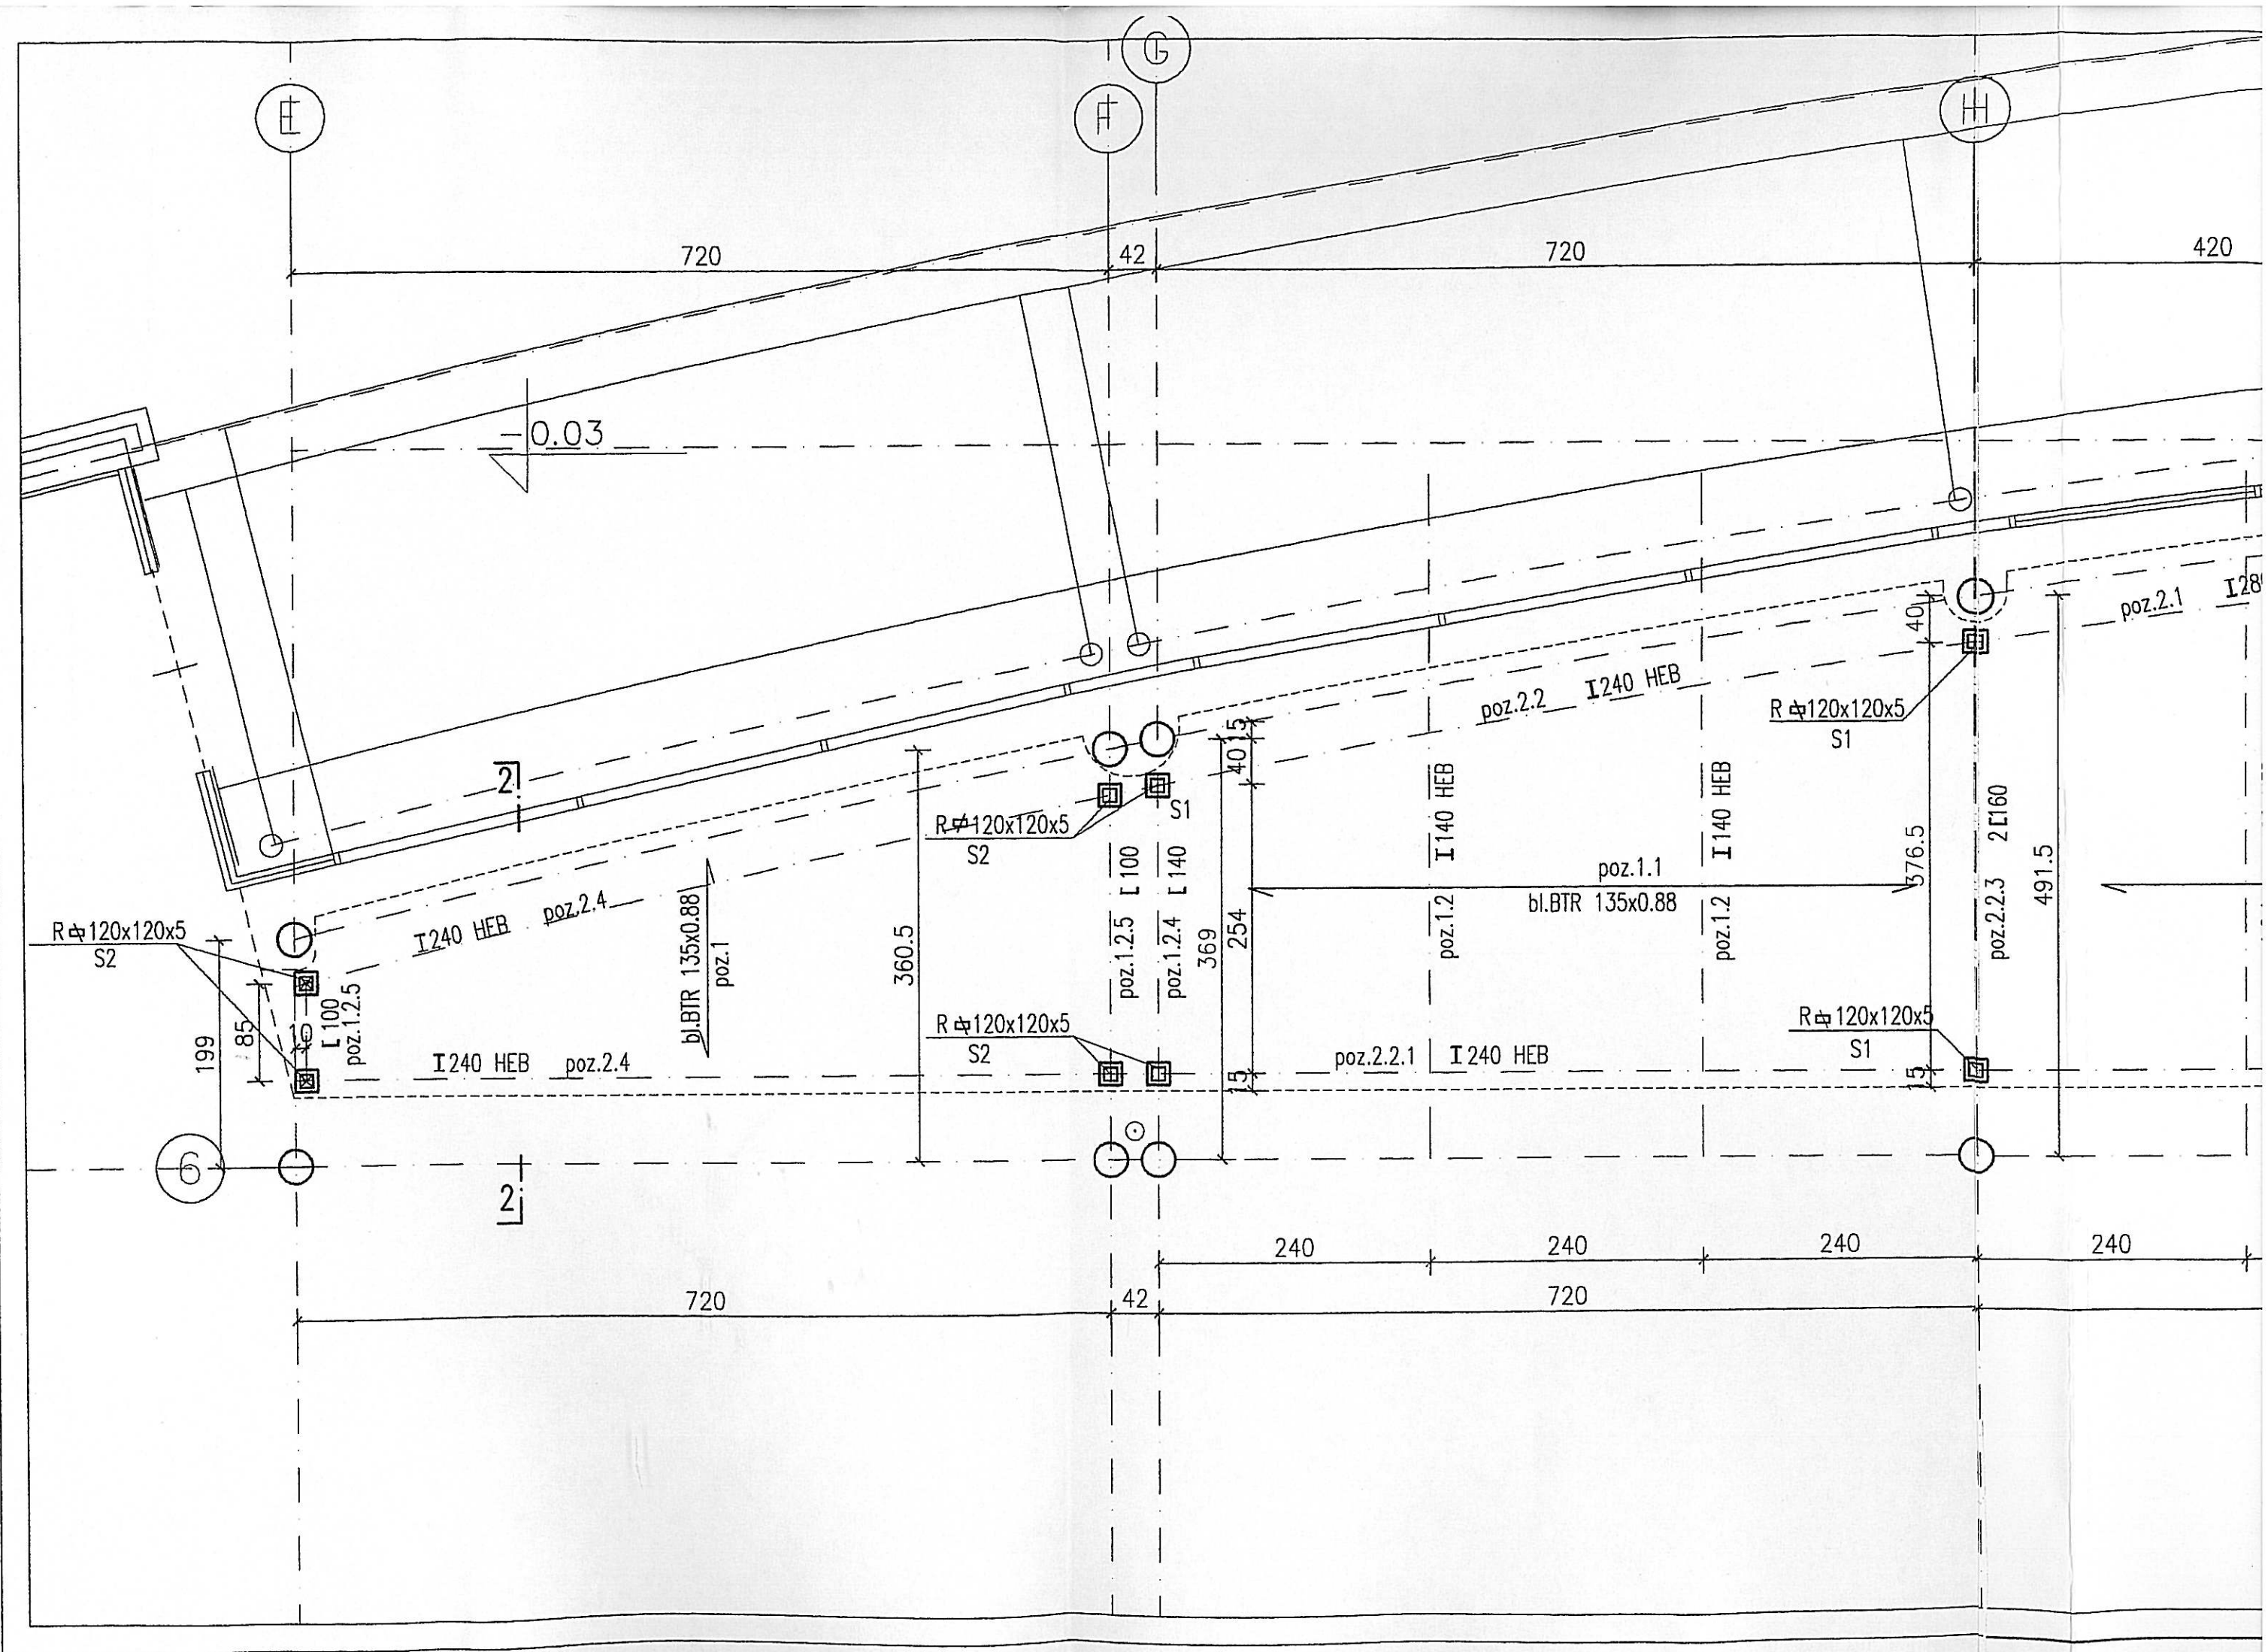 G
E
F
H
720
42
720
420
-0.03
poz.2.1
40
poz.2.2 I240 HEB
R 120x120x5
S1
2
15
40
S1
R 120x120x5
S2
I140 HEB
poz.1.2
I140 HEB
poz.1.2
376.5
poz.2.2.3 2[160
491.5
poz.1.1
bl.BTR 135x0.88
I240 HEB poz.2.4
bl.BTR 135x0.88
poz.1
360.5
poz.1.2.5 [100
poz.1.2.4 [140
369
254
R 120x120x5
S2
199
85
10
[100
poz.1.2.5
R 120x120x5
S2
R 120x120x5
S1
I240 HEB poz.2.4
poz.2.2.1 I240 HEB
15
15
6
2
240
240
240
240
720
42
720